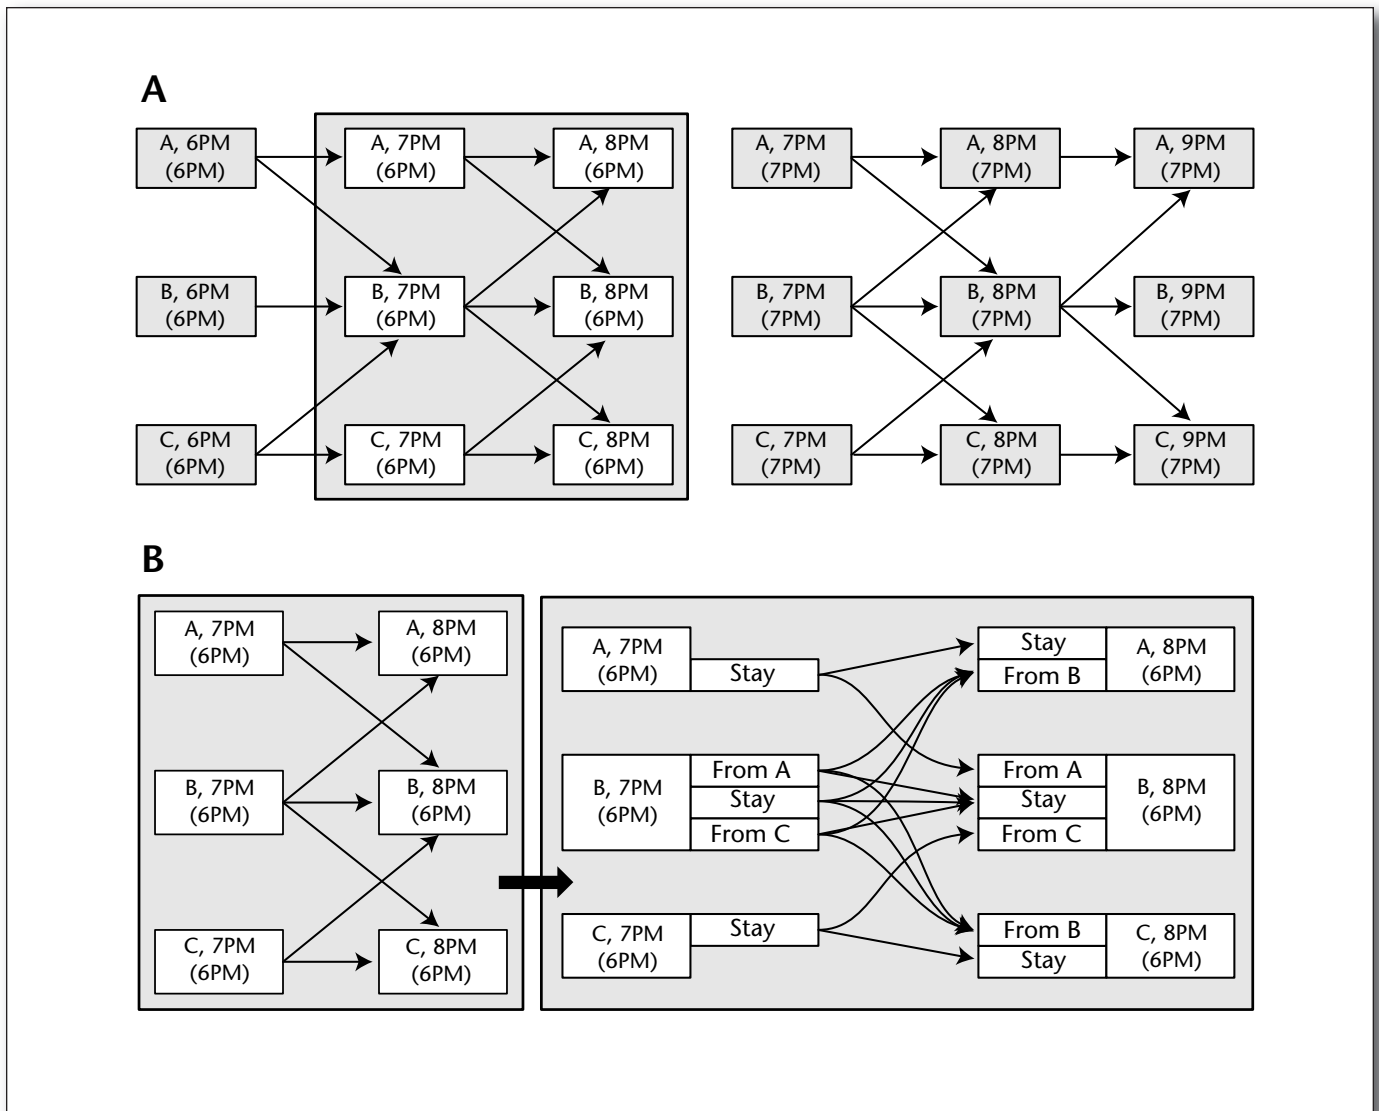 A
A, 6PM
(6PM)
A, 7PM
(6PM)
A, 8PM
(6PM)
A, 7PM
(7PM)
A, 8PM
(7PM)
A, 9PM
(7PM)
B, 6PM
(6PM)
B, 7PM
(6PM)
B, 8PM
(6PM)
B, 7PM
(7PM)
B, 8PM
(7PM)
B, 9PM
(7PM)
C, 6PM
(6PM)
C, 7PM
(6PM)
C, 8PM
(6PM)
C, 7PM
(7PM)
C, 8PM
(7PM)
C, 9PM
(7PM)
B
A, 7PM
(6PM)
A, 8PM
(6PM)
B, 7PM
(6PM)
B, 8PM
(6PM)
C, 7PM
(6PM)
C, 8PM
(6PM)
A, 7PM
(6PM)
Stay
Stay
From B
A, 8PM
(6PM)
B, 7PM
(6PM)
From A
Stay
From C
From A
Stay
From C
B, 8PM
(6PM)
C, 7PM
(6PM)
Stay
From B
Stay
C, 8PM
(6PM)